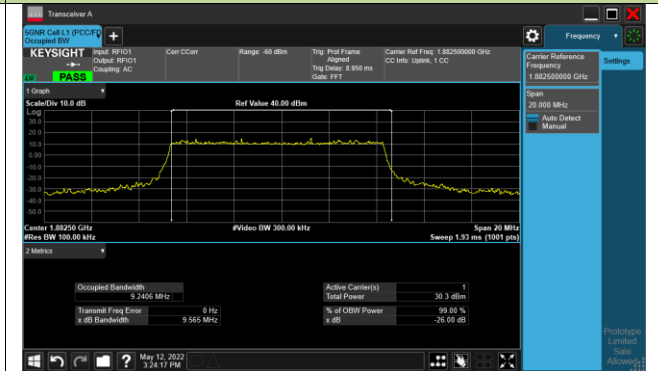 Transceiver A
5GNR Cell L1 (PCC/FD
Occupied BW
+
Frequency
KEYSIGHT
Input: RFIO1
Output: RFIO1
Coupling: AC
Corr CCorr
Range: -60 dBm
Trig: Prot Frame
Aligned
Trig Delay: 8.950 ms
Gate: FFT
Carrier Ref Freq: 1.882500000 GHz
CC Info: Uplink, 1 CC
PASS
Carrier Reference
Frequency
1.882500000 GHz
Settings
Span
20.000 MHz
Auto Detect
Manual
1 Graph
Scale/Div 10.0 dB
Ref Value 40.00 dBm
Log
30.0
20.0
10.0
0.00
-10.0
-20.0
-30.0
-40.0
-50.0
Center 1.88250 GHz
#Video BW 300.00 kHz
Span 20 MHz
#Res BW 100.00 kHz
Sweep 1.93 ms (1001 pts)
2 Metrics
Occupied Bandwidth
9.2406 MHz
Active Carrier(s) 1
Total Power 30.3 dBm
Transmit Freq Error 0 Hz
x dB Bandwidth 9.565 MHz
% of OBW Power 99.00 %
x dB -26.00 dB
Prototype
Limited
Sale
Allowed
?
May 12, 2022
3:24:17 PM